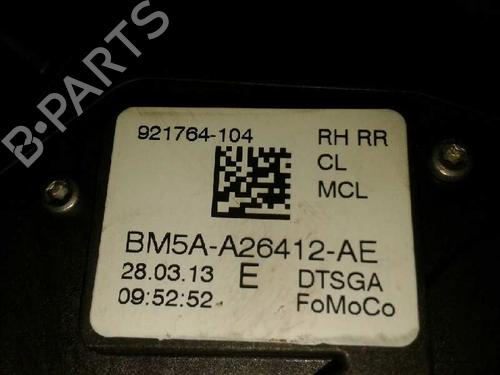 B-PARTS
921764-104 RH RR
CL
MCL
BM5A-A26412-AE
28.03.13 E DTSGA
09:52:52 FoMoCo